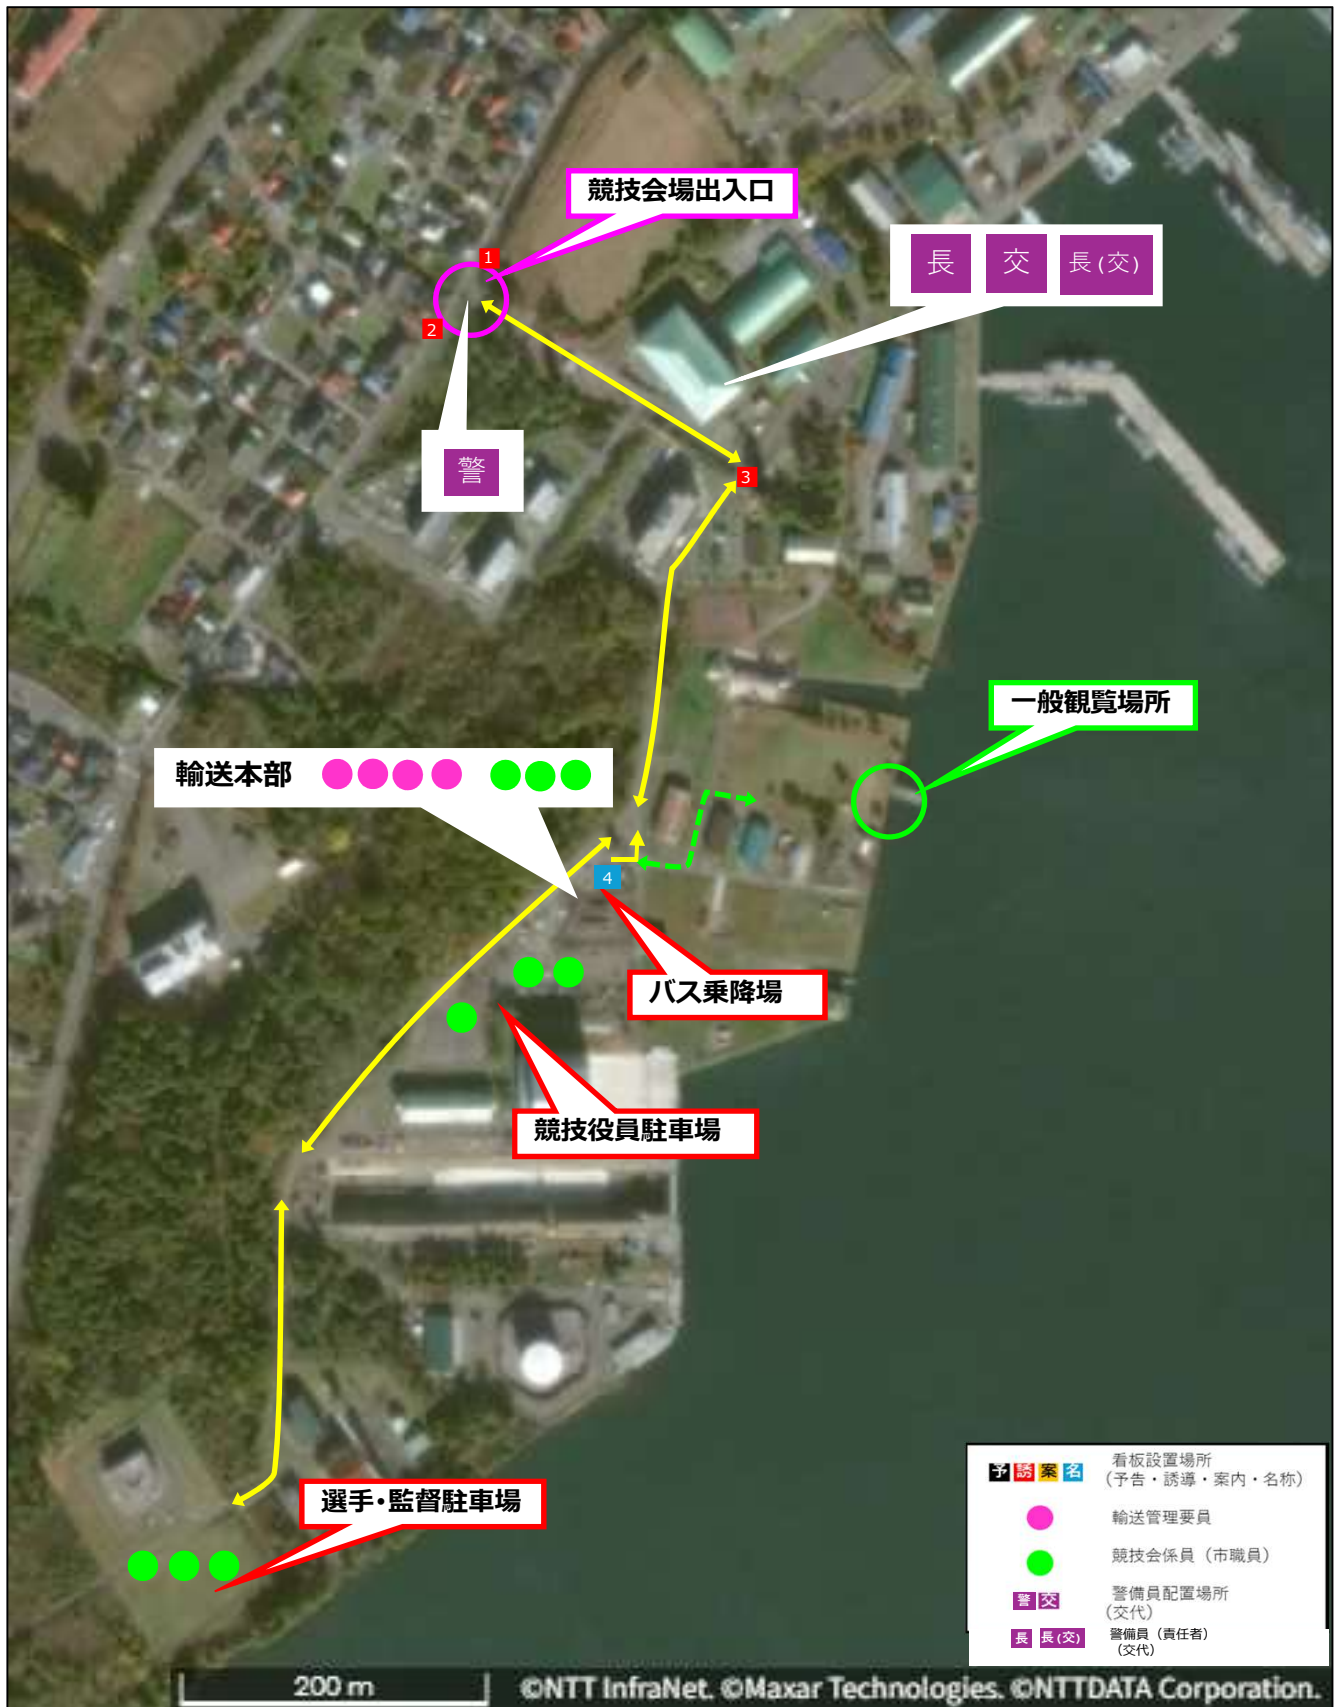 競技会場出入口
長 交 長(交)
1
2
警
3
一般観覧場所
輸送本部
4
バス乗降場
競技役員駐車場
選手・監督駐車場
予 誘 案 名 看板設置場所
(予告・誘導・案内・名称)
輸送管理要員
競技会係員（市職員）
警 交 警備員配置場所
(交代)
長 長(交) 警備員（責任者）
(交代)
200 m ©NTT InfraNet. ©Maxar Technologies. ©NTTDATA Corporation.